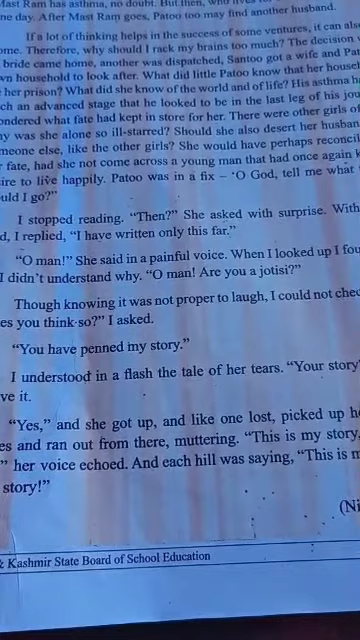 Mast Ram has asthma, no doubt. But then, who lives
ne day. After Mast Ram goes, Patoo too may find another husband.
If a lot of thinking helps in the success of some ventures, it can also
ome. Therefore, why should I rack my brains too much? The decision
bride came home, another was dispatched, Santoo got a wife and Pat
wn household to look after. What did little Patoo know that her househ
her prison? What did she know of the world and of life? His asthma h
ch an advanced stage that he looked to be in the last leg of his jou
ondered what fate had kept in store for her. There were other girls of
y was she alone so ill-starred? Should she also desert her husban
meone else, like the other girls? She would have perhaps reconcil
r fate, had she not come across a young man that had once again k
ire to live happily. Patoo was in a fix – ‘O God, tell me what
uld I go?”
I stopped reading. “Then?” She asked with surprise. With
d, I replied, “I have written only this far.”
“O man!” She said in a painful voice. When I looked up I fou
I didn’t understand why. “O man! Are you a jotisi?”
Though knowing it was not proper to laugh, I could not chec
es you think so?” I asked.
“You have penned my story.”
I understood in a flash the tale of her tears. “Your story
ve it.
“Yes,” and she got up, and like one lost, picked up he
es and ran out from there, muttering. “This is my story,
” her voice echoed. And each hill was saying, “This is m
story!”
(Ni
& Kashmir State Board of School Education